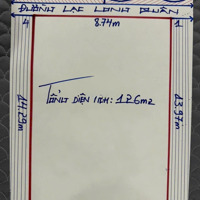 ĐƯỜNG LẠC LONG QUÂN
4 8.74m 1
TỔNG DIỆN TÍCH: 126m2
14.29m
13.97m